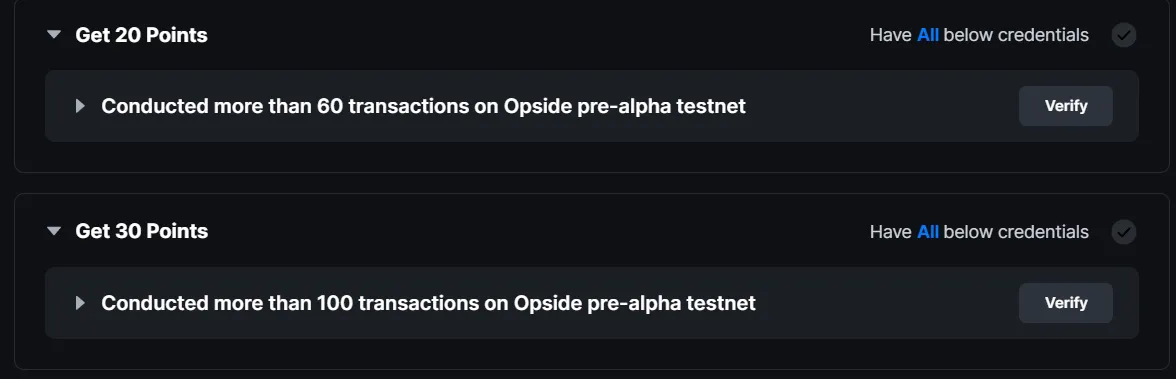 Get 20 Points
Have All below credentials
Conducted more than 60 transactions on Opside pre-alpha testnet
Verify
Get 30 Points
Have All below credentials
Conducted more than 100 transactions on Opside pre-alpha testnet
Verify